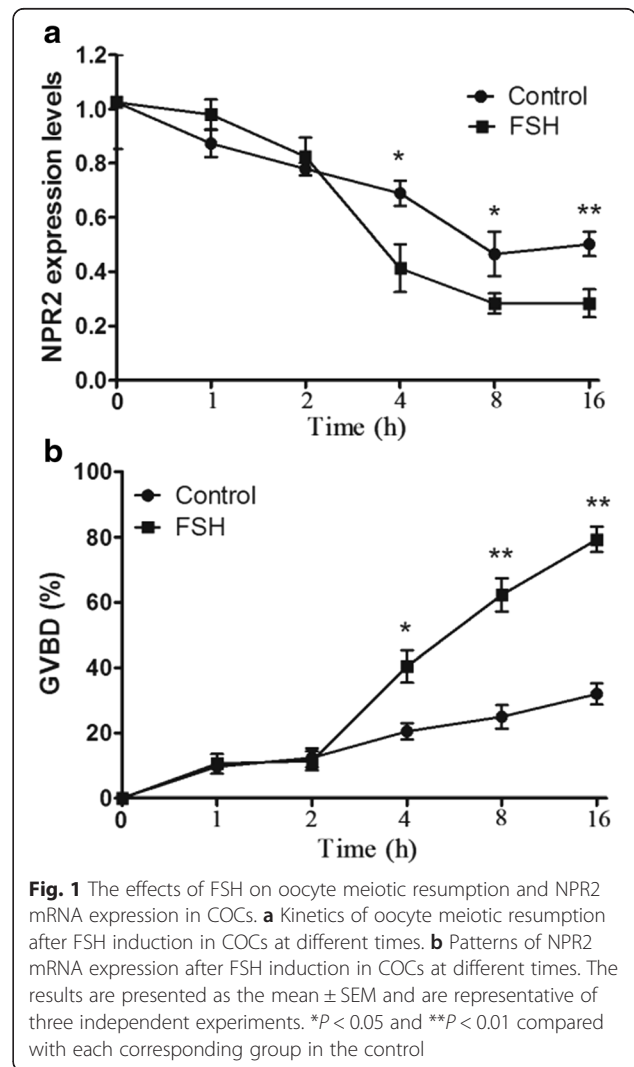 a
NPR2 expression levels
1.2
1.0
0.8
0.6
0.4
0.2
0.0
Control
FSH
*
*
**
0 1 2 4 8 16
Time (h)
b
GVBD (%)
100
80
60
40
20
0
Control
FSH
*
**
**
0 1 2 4 8 16
Time (h)
Fig. 1 The effects of FSH on oocyte meiotic resumption and NPR2
mRNA expression in COCs. a Kinetics of oocyte meiotic resumption
after FSH induction in COCs at different times. b Patterns of NPR2
mRNA expression after FSH induction in COCs at different times. The
results are presented as the mean ± SEM and are representative of
three independent experiments. *P < 0.05 and **P < 0.01 compared
with each corresponding group in the control